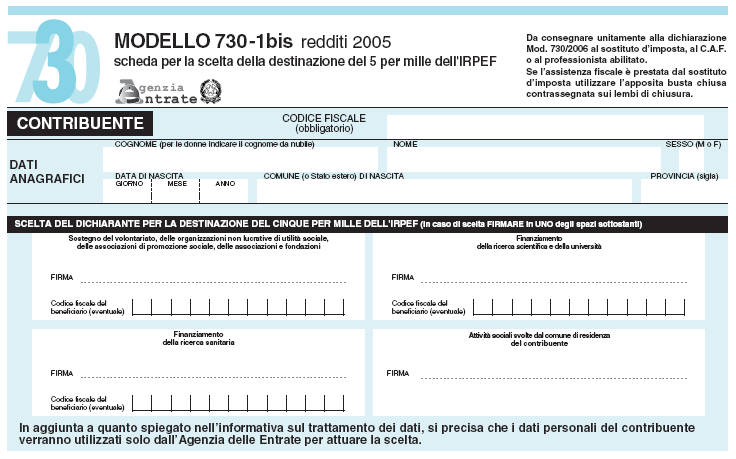 730
MODELLO 730-1bis redditi 2005
scheda per la scelta della destinazione del 5 per mille dell'IRPEF
Agenzia
Entrate
Da consegnare unitamente alla dichiarazione
Mod. 730/2006 al sostituto d'imposta, al C.A.F.
o al professionista abilitato.
Se l'assistenza fiscale è prestata dal sostituto
d'imposta utilizzare l'apposita busta chiusa
contrassegnata sui lembi di chiusura.
CONTRIBUENTE
CODICE FISCALE
(obbligatorio)
DATI
ANAGRAFICI
COGNOME (per le donne indicare il cognome da nubile)
NOME
SESSO (M o F)
DATA DI NASCITA
GIORNO MESE ANNO
COMUNE (o Stato estero) DI NASCITA
PROVINCIA (sigla)
SCELTA DEL DICHIARANTE PER LA DESTINAZIONE DEL CINQUE PER MILLE DELL'IRPEF (in caso di scelta FIRMARE in UNO degli spazi sottostanti)
Sostegno del volontariato, delle organizzazioni non lucrative di utilità sociale,
delle associazioni di promozione sociale, delle associazioni e fondazioni
FIRMA
Codice fiscale del
beneficiario (eventuale)
Finanziamento
della ricerca scientifica e della università
FIRMA
Codice fiscale del
beneficiario (eventuale)
Finanziamento
della ricerca sanitaria
FIRMA
Codice fiscale del
beneficiario (eventuale)
Attività sociali svolte dal comune di residenza
del contribuente
FIRMA
In aggiunta a quanto spiegato nell'informativa sul trattamento dei dati, si precisa che i dati personali del contribuente
verranno utilizzati solo dall'Agenzia delle Entrate per attuare la scelta.